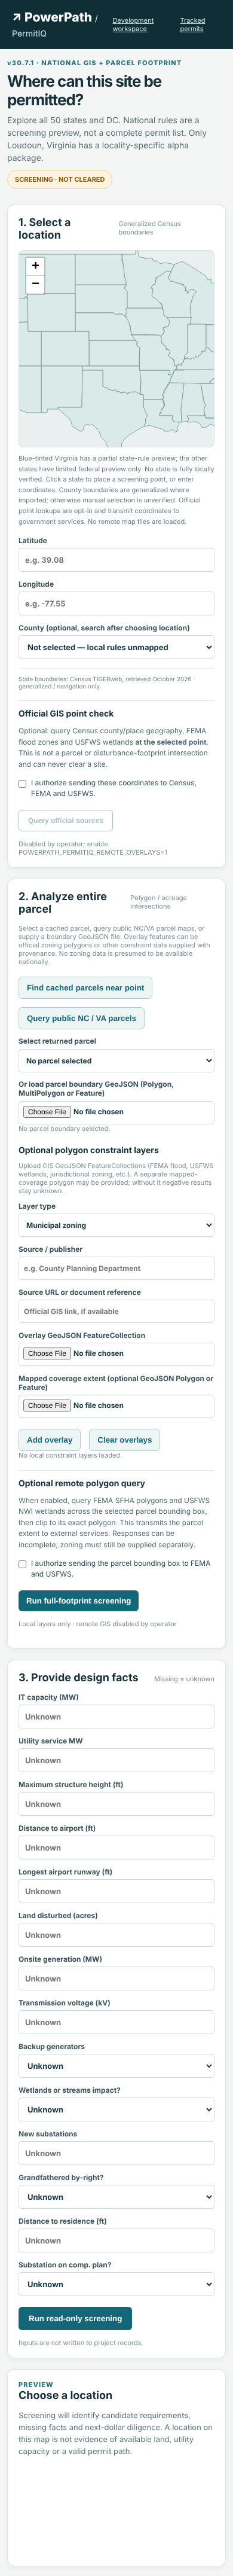 ↗ PowerPath / PermitIQ
Development workspace
Tracked permits
v30.7.1 · NATIONAL GIS + PARCEL FOOTPRINT
Where can this site be
permitted?
Explore all 50 states and DC. National rules are a
screening preview, not a complete permit list. Only
Loudoun, Virginia has a locality-specific alpha
package.
SCREENING · NOT CLEARED
1. Select a
location
Generalized Census
boundaries
+
−
Blue-tinted Virginia has a partial state-rule preview; the other
states have limited federal preview only. No state is fully locally
verified. Click a state to place a screening point, or enter
coordinates. County boundaries are generalized where
imported; otherwise manual selection is unverified. Official
point lookups are opt-in and transmit coordinates to
government services. No remote map tiles are loaded.
Latitude
e.g. 39.08
Longitude
e.g. -77.55
County (optional, search after choosing location)
Not selected — local rules unmapped
State boundaries: Census TIGERweb, retrieved October 2026 ·
generalized / navigation only.
Official GIS point check
Optional: query Census county/place geography, FEMA
flood zones and USFWS wetlands at the selected point.
This is not a parcel or disturbance-footprint intersection
and can never clear a site.
I authorize sending these coordinates to Census,
FEMA and USFWS.
Query official sources
Disabled by operator; enable
POWERPATH_PERMITIQ_REMOTE_OVERLAYS=1
2. Analyze entire
parcel
Polygon / acreage
intersections
Select a cached parcel, query public NC/VA parcel maps, or
supply a boundary GeoJSON file. Overlay features can be
official zoning polygons or other constraint data supplied with
provenance. No zoning data is presumed to be available
nationally.
Find cached parcels near point
Query public NC / VA parcels
Select returned parcel
No parcel selected
Or load parcel boundary GeoJSON (Polygon,
MultiPolygon or Feature)
Choose File No file chosen
No parcel boundary selected.
Optional polygon constraint layers
Upload GIS GeoJSON FeatureCollections (FEMA flood, USFWS
wetlands, jurisdictional zoning, etc.). A separate mapped-
coverage polygon may be provided; without it negative results
stay unknown.
Layer type
Municipal zoning
Source / publisher
e.g. County Planning Department
Source URL or document reference
Official GIS link, if available
Overlay GeoJSON FeatureCollection
Choose File No file chosen
Mapped coverage extent (optional GeoJSON Polygon or
Feature)
Choose File No file chosen
Add overlay
Clear overlays
No local constraint layers loaded.
Optional remote polygon query
When enabled, query FEMA SFHA polygons and USFWS
NWI wetlands across the selected parcel bounding box,
then clip to its exact polygon. This transmits the parcel
extent to external services. Responses can be
incomplete; zoning must still be supplied separately.
I authorize sending the parcel bounding box to FEMA
and USFWS.
Run full-footprint screening
Local layers only · remote GIS disabled by operator
3. Provide design facts
Missing = unknown
IT capacity (MW)
Unknown
Utility service MW
Unknown
Maximum structure height (ft)
Unknown
Distance to airport (ft)
Unknown
Longest airport runway (ft)
Unknown
Land disturbed (acres)
Unknown
Onsite generation (MW)
Unknown
Transmission voltage (kV)
Unknown
Backup generators
Unknown
Wetlands or streams impact?
Unknown
New substations
Unknown
Grandfathered by-right?
Unknown
Distance to residence (ft)
Unknown
Substation on comp. plan?
Unknown
Run read-only screening
Inputs are not written to project records.
PREVIEW
Choose a location
Screening will identify candidate requirements,
missing facts and next-dollar diligence. A location on
this map is not evidence of available land, utility
capacity or a valid permit path.